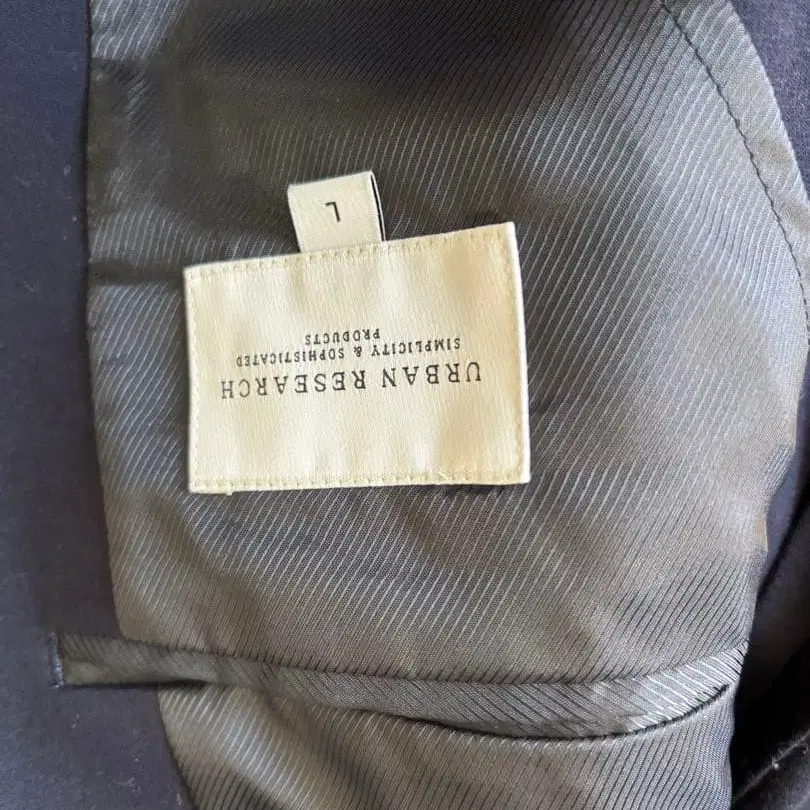 URBAN RESEARCH
SIMPLICITY & SOPHISTICATED
PRODUCTS
L